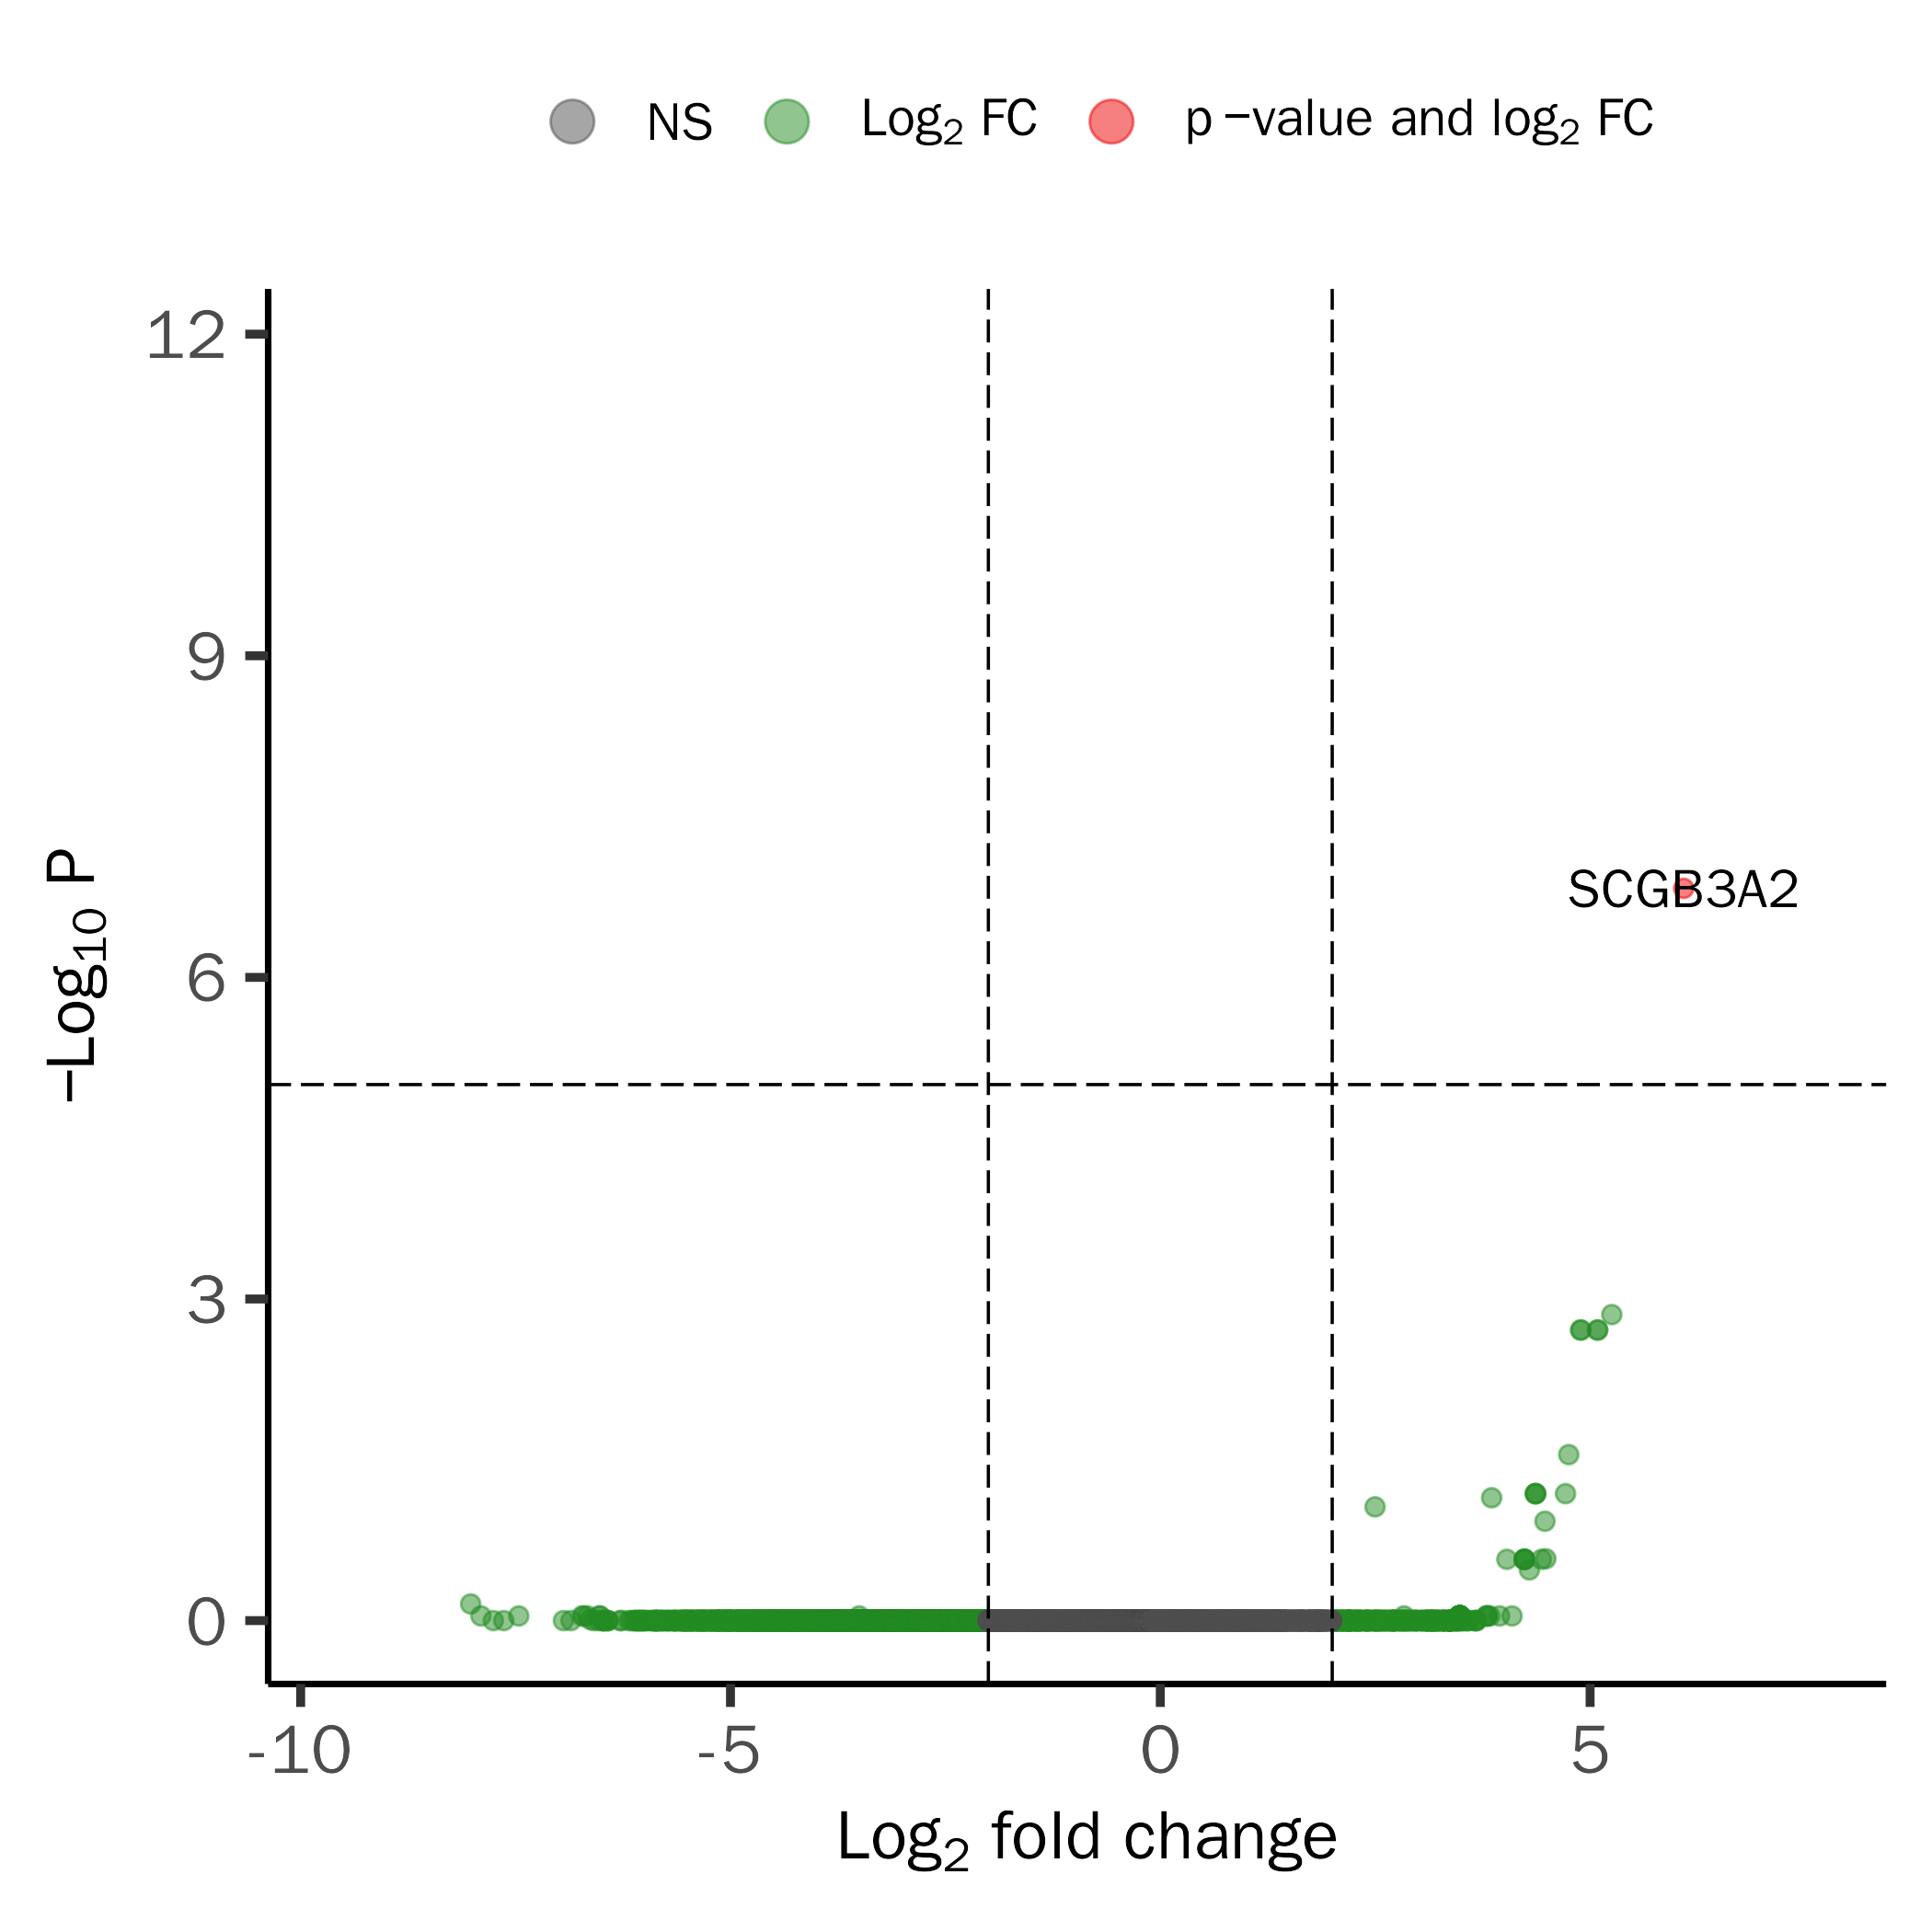 NS Log₂ FC p −value and log₂ FC
12
9
6
3
0
−Log₁₀ P
SCGB3A2
-10 -5 0 5
Log₂ fold change